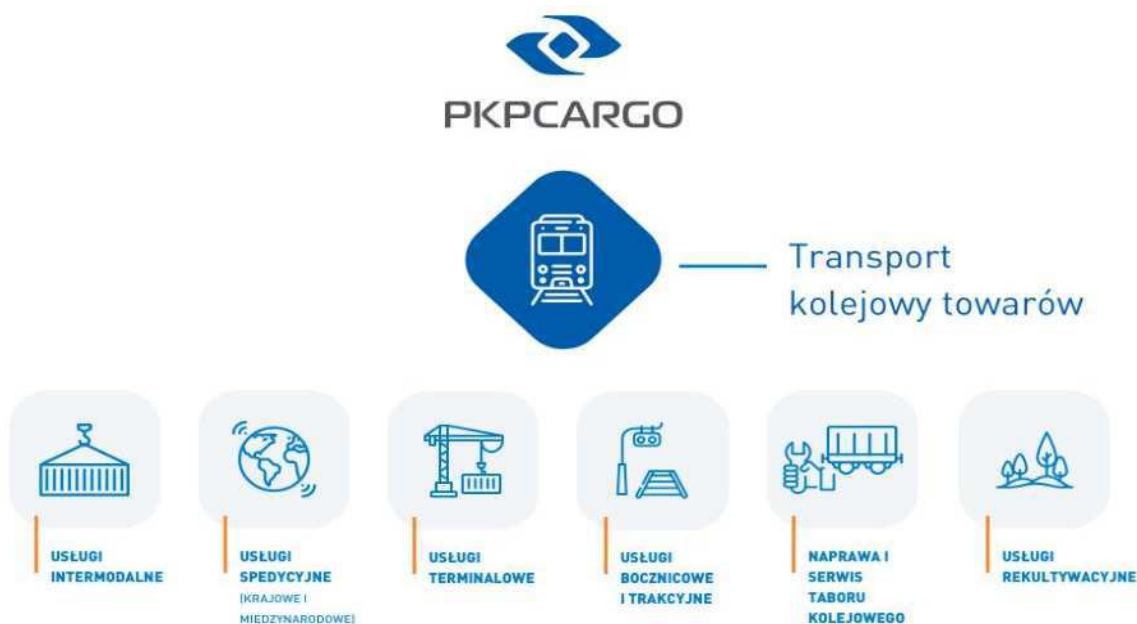 PKPCARGO
Transport
kolejowy towarów
USŁUGI
INTERMODALNE
USŁUGI
SPEDYCYJNE
(KRAJOWE I
MIĘDZYNARODOWE)
USŁUGI
TERMINALOWE
USŁUGI
BOCZNICOWE
I TRAKCYJNE
NAPRAWA I
SERWIS
TABORU
KOLEJOWEGO
USŁUGI
REKULTYWACYJNE